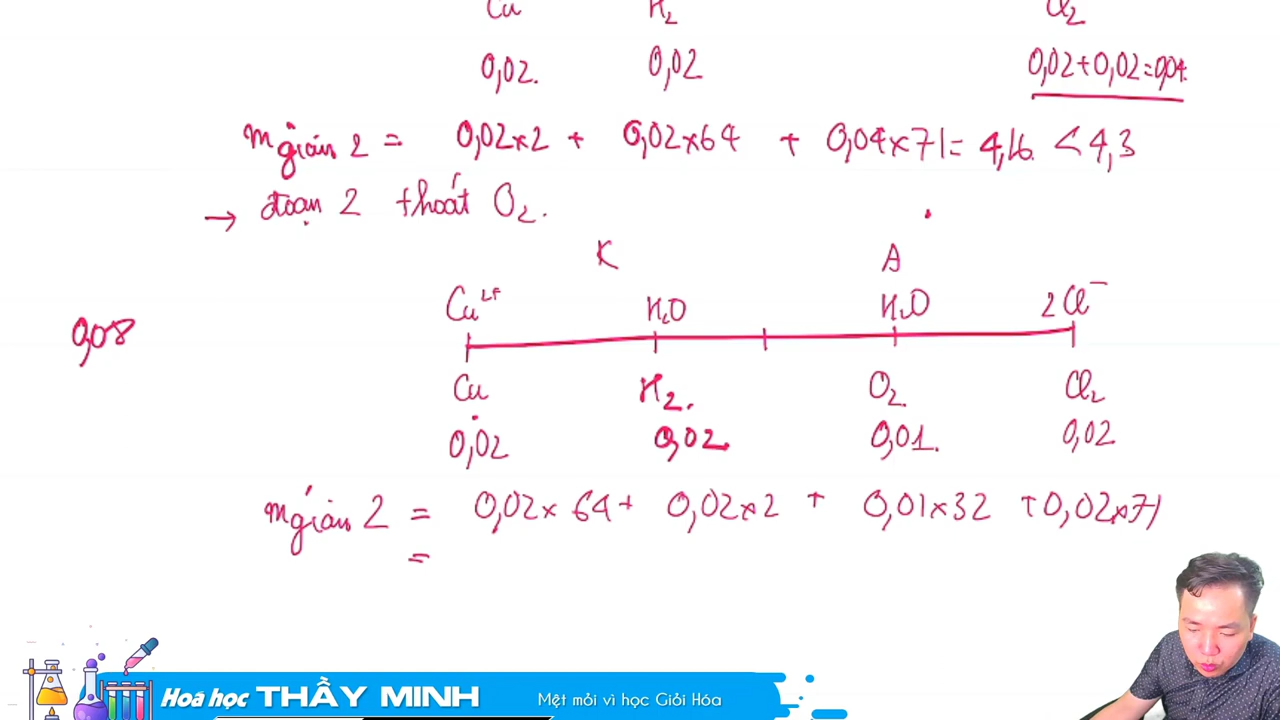 Cu H2 Cl2
0,02. 0,02 0,02+0,02=0,04.
m giảm 2 = 0,02×2 + 0,02×64 + 0,04×71 = 4,16. < 4,3
→ đoạn 2 thoát O2.
K A
Cu2+ H2O H2O 2Cl-
0,08
Cu H2. O2. Cl2
0,02 0,02. 0,01. 0,02
m giảm 2 = 0,02×64 + 0,02×2 + 0,01×32 + 0,02×71
=
Hoá học THẦY MINH Mệt mỏi vì học Giỏi Hóa